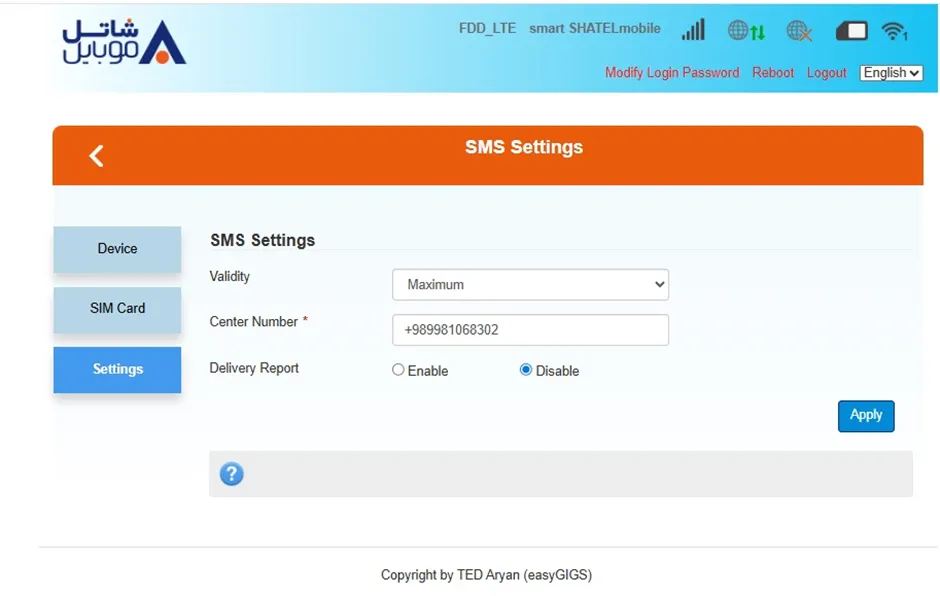 شاتل
موبایل
FDD_LTE smart SHATELmobile
1
Modify Login Password Reboot Logout English
SMS Settings
Device
SIM Card
Settings
SMS Settings
Validity Maximum
Center Number * +989981068302
Delivery Report Enable Disable
Apply
?
Copyright by TED Aryan (easyGIGS)